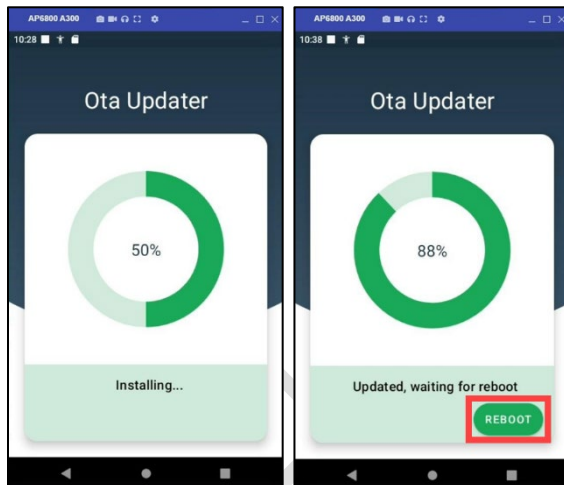 AP6800 A300
10:28
Ota Updater
50%
Installing...
AP6800 A300
10:38
Ota Updater
88%
Updated, waiting for reboot
REBOOT